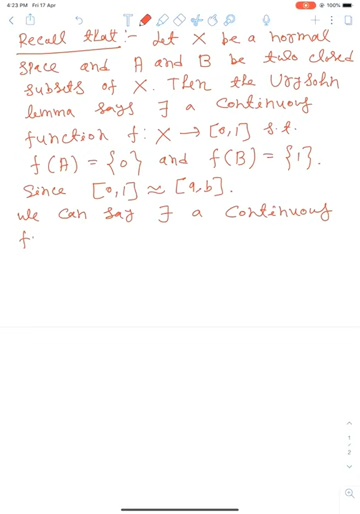 4:23 PM Fri 17 Apr
Recall that :- Let X be a normal
space and A and B be two closed
subsets of X. Then the Urysohn
lemma says ∃ a continuous
function f: X → [0,1] s.t.
f(A) = {0} and f(B) = {1}.
Since [0,1] ≈ [a,b].
We can say ∃ a continuous
f
1
2